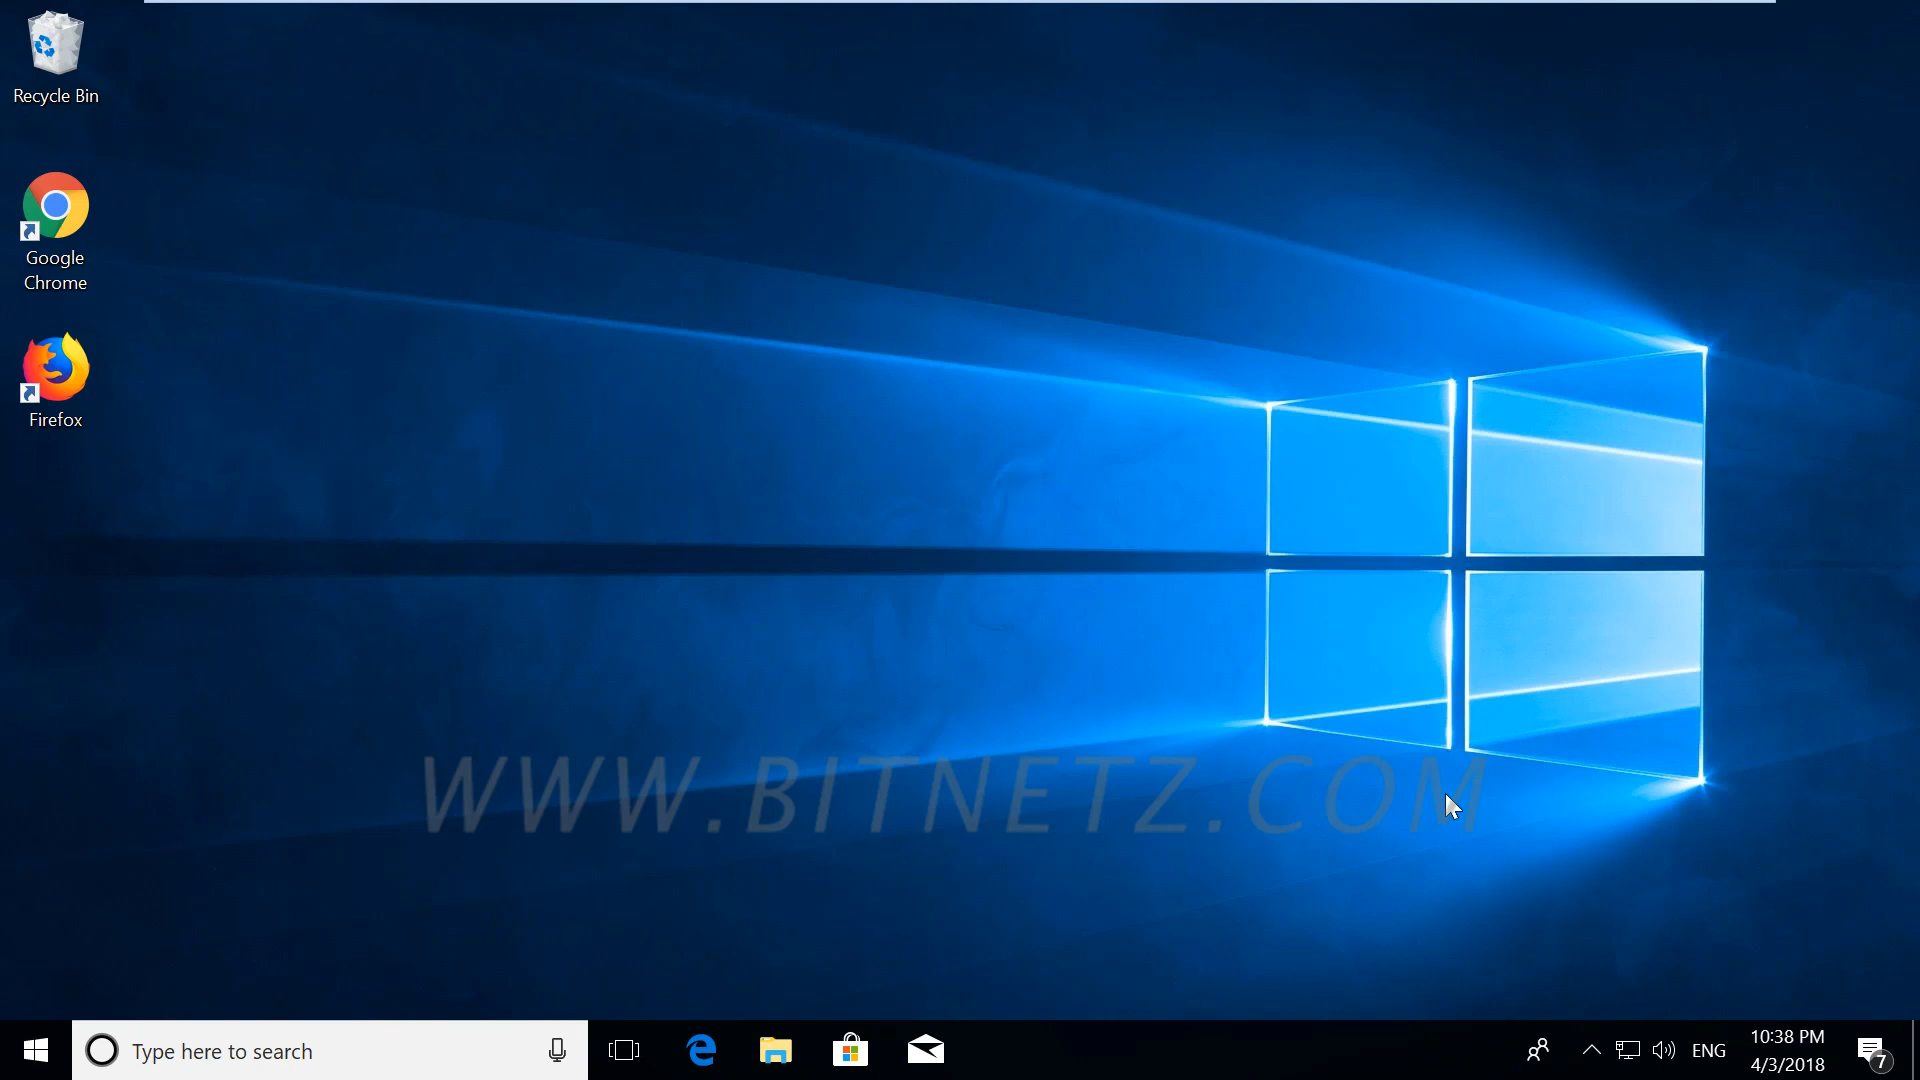 Recycle Bin
Google
Chrome
Firefox
WWW.BITNETZ.COM
Type here to search
ENG
10:38 PM
4/3/2018
7